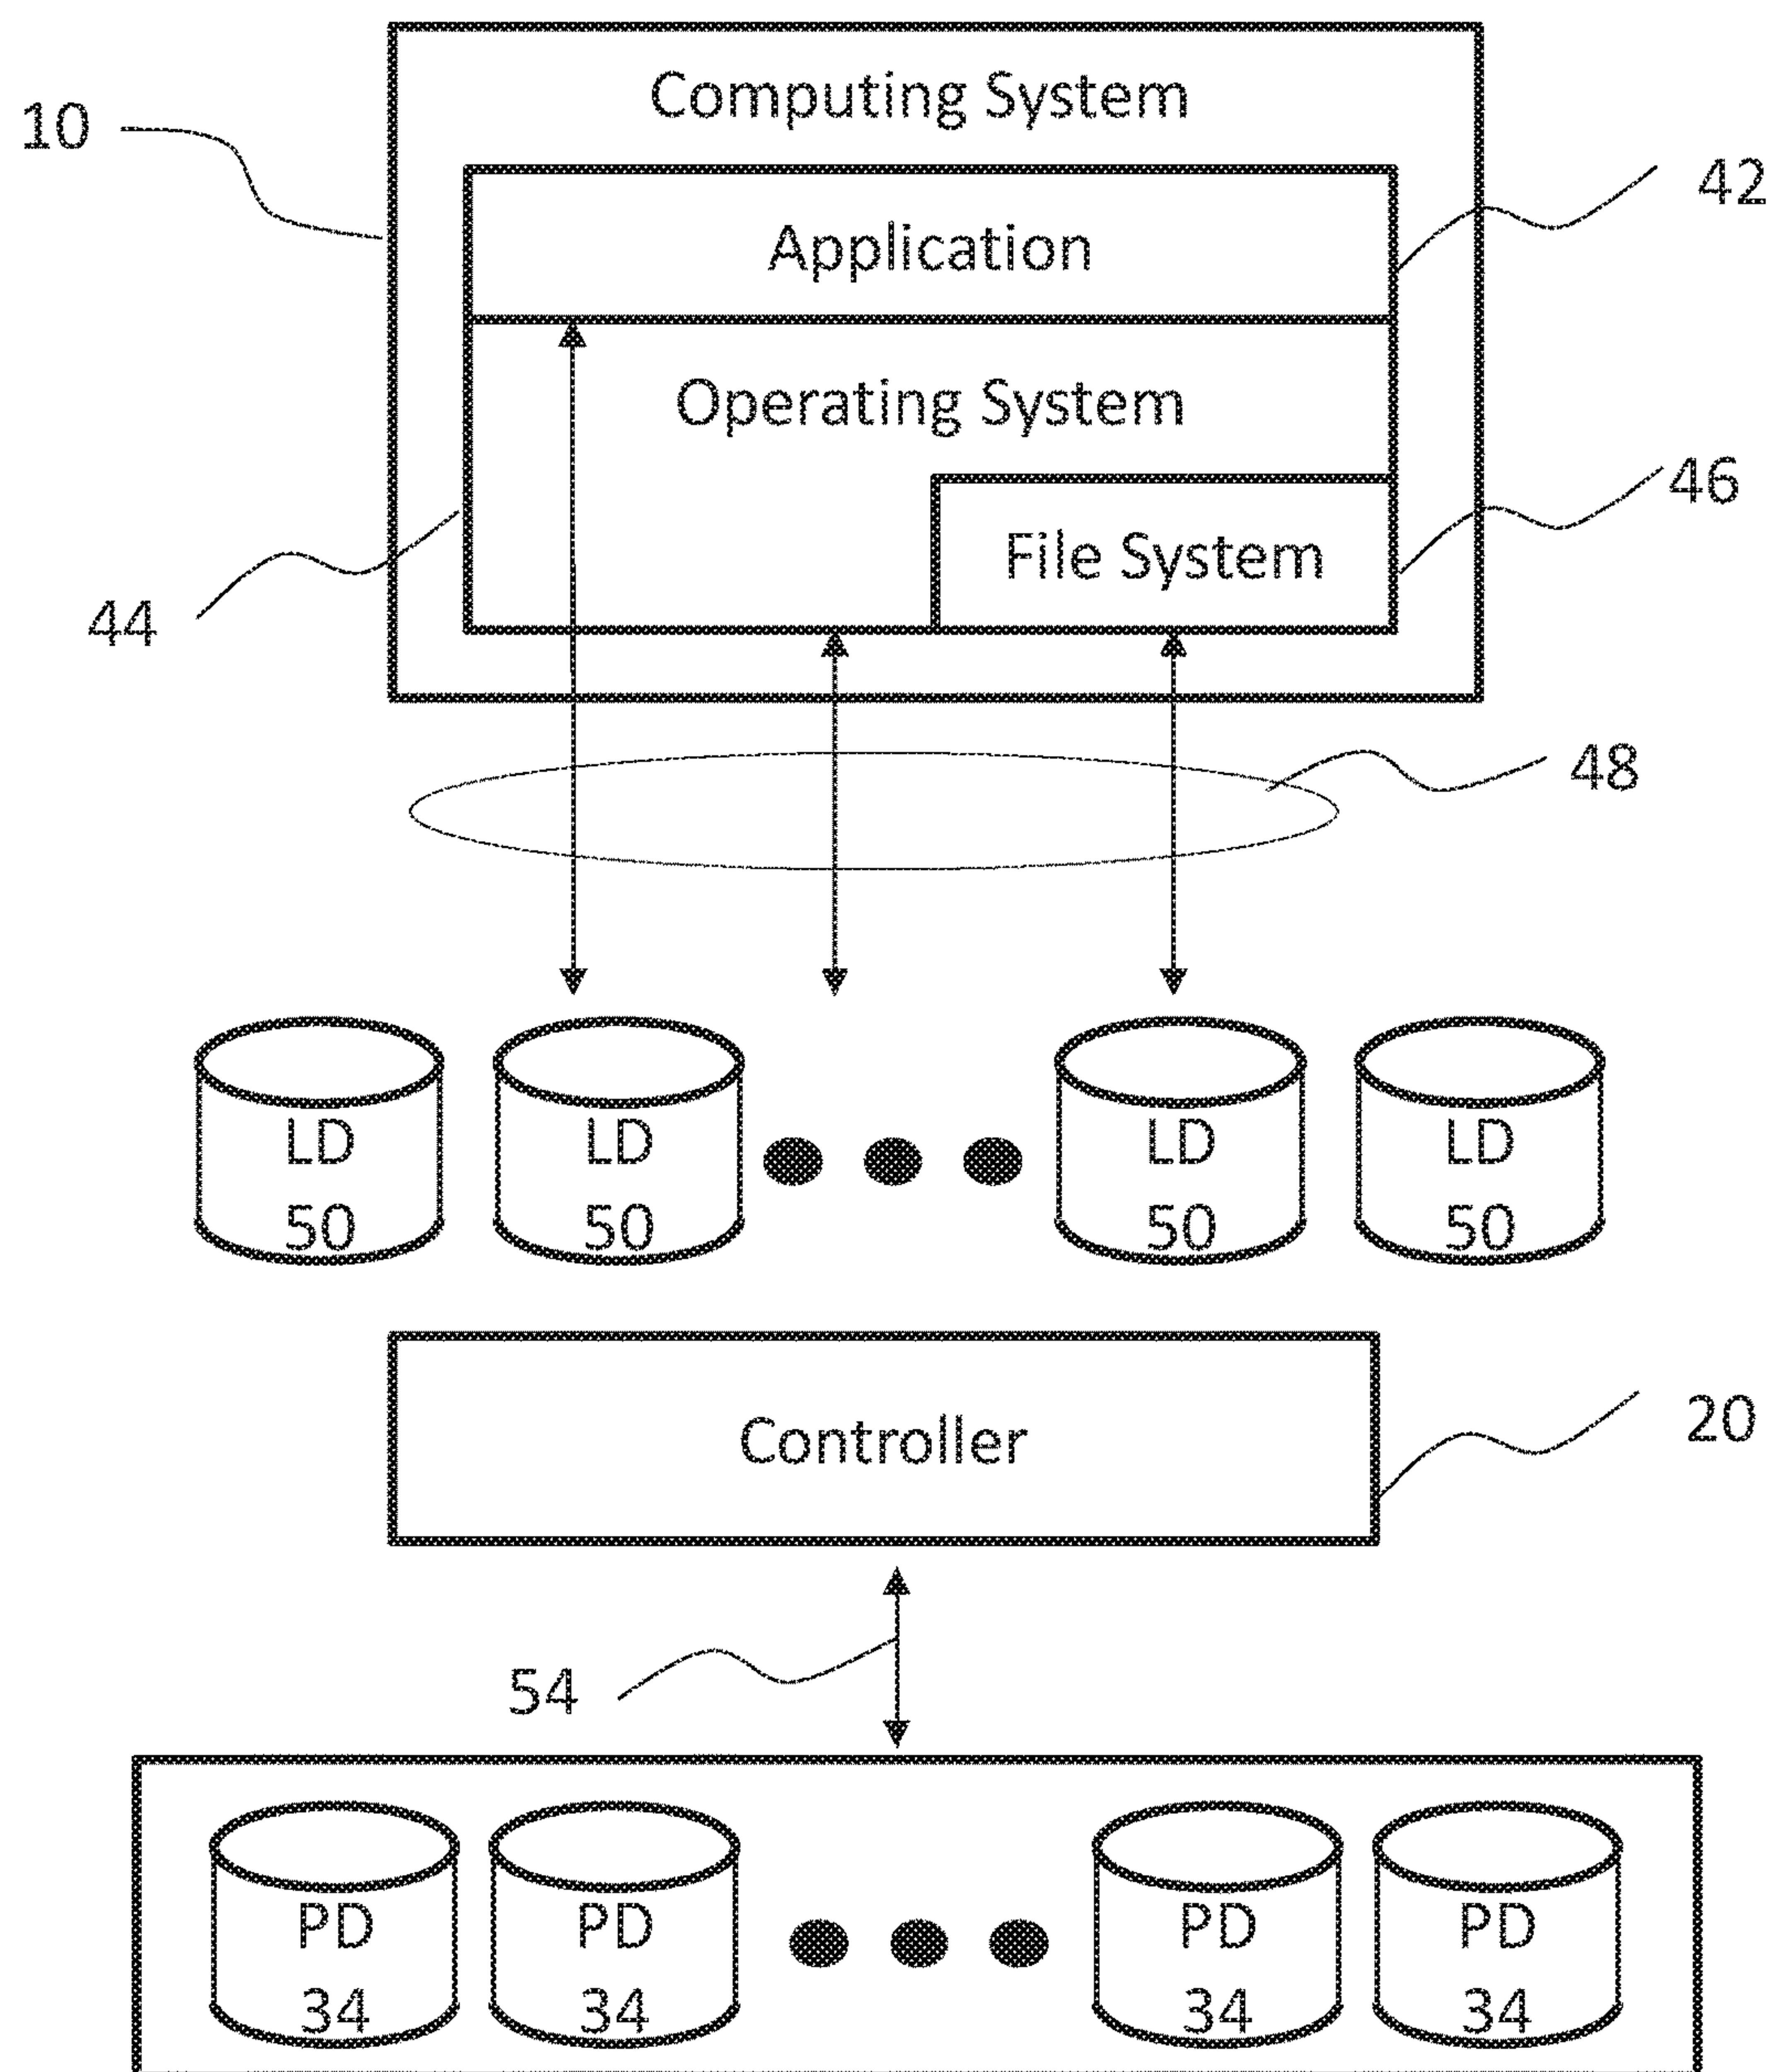 Computing System
10
42
Application
Operating System
46
File System
44
48
LD LD LD LD
50 50 50 50
Controller
20
54
PD PD PD PD
34 34 34 34